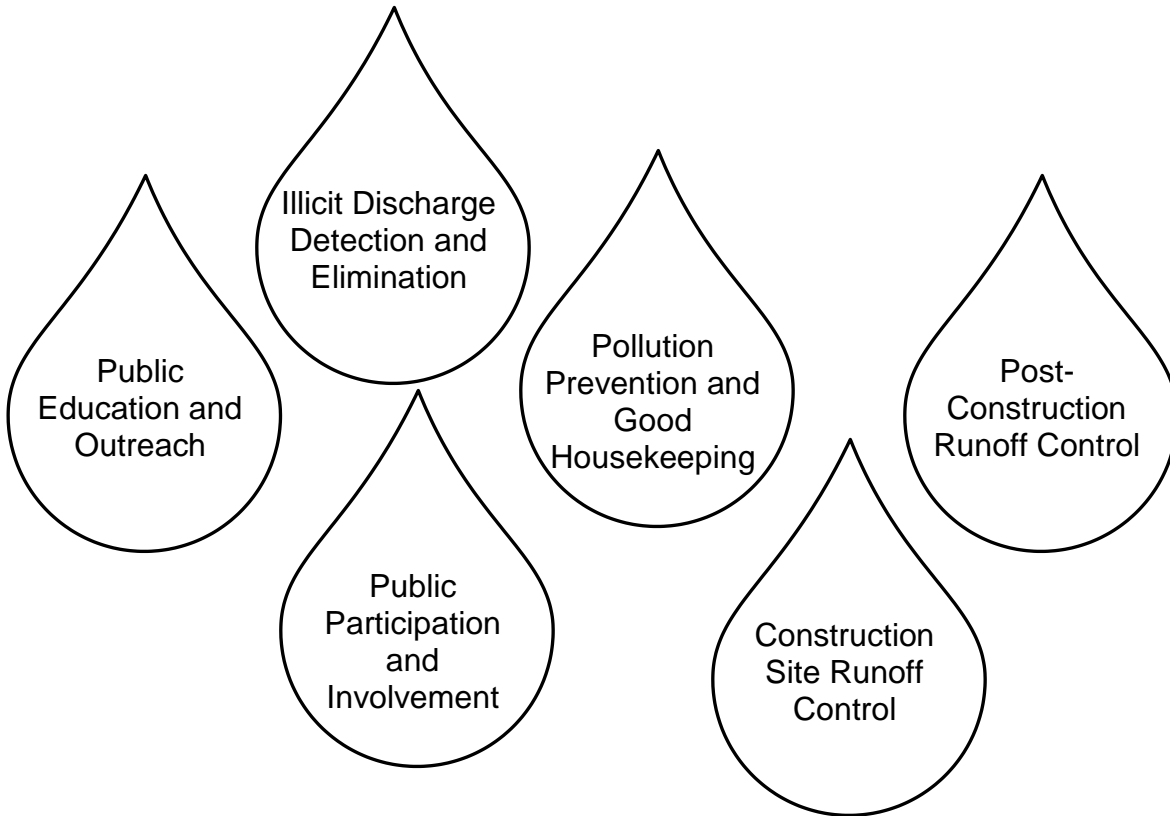 Illicit Discharge
Detection and
Elimination
Public
Education and
Outreach
Pollution
Prevention and
Good
Housekeeping
Post-
Construction
Runoff Control
Public
Participation
and
Involvement
Construction
Site Runoff
Control